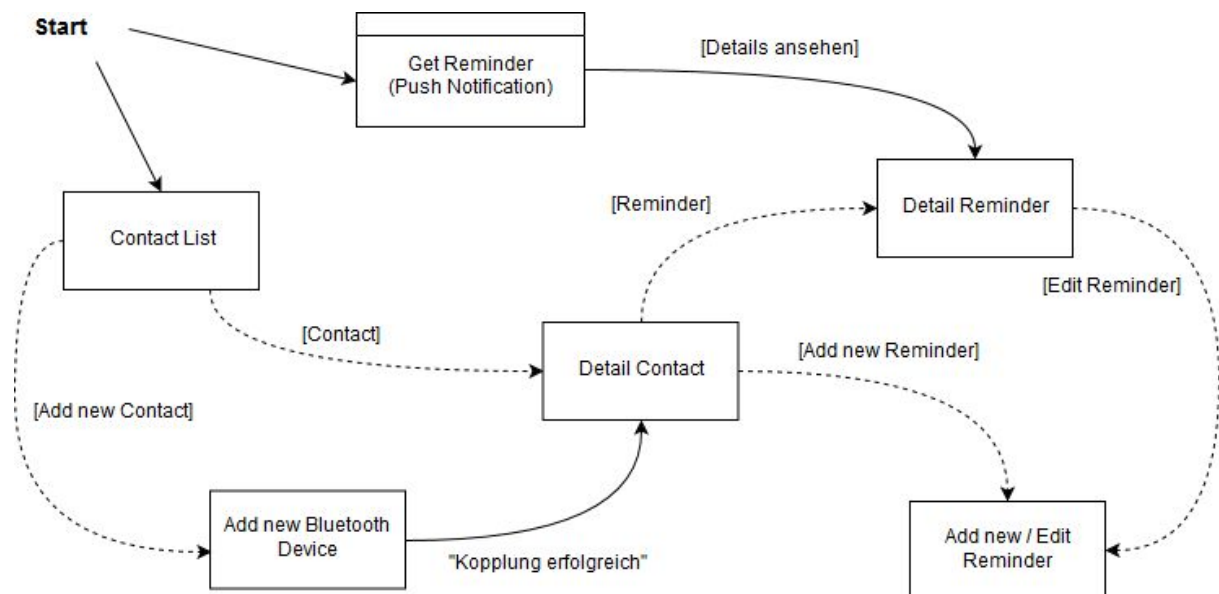 Start
Get Reminder
(Push Notification)
[Details ansehen]
[Reminder]
Detail Reminder
Contact List
[Edit Reminder]
[Contact]
Detail Contact
[Add new Reminder]
[Add new Contact]
Add new Bluetooth
Device
"Kopplung erfolgreich"
Add new / Edit
Reminder